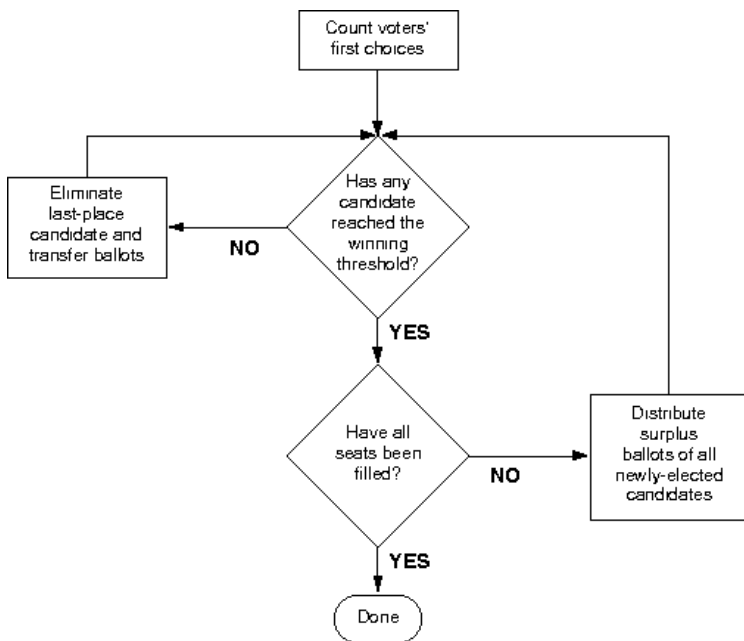 Count voters'
first choices
Has any
candidate
reached the
winning
threshold?
NO
Eliminate
last-place
candidate and
transfer ballots
YES
Have all
seats been
filled?
NO
Distribute
surplus
ballots of all
newly-elected
candidates
YES
Done